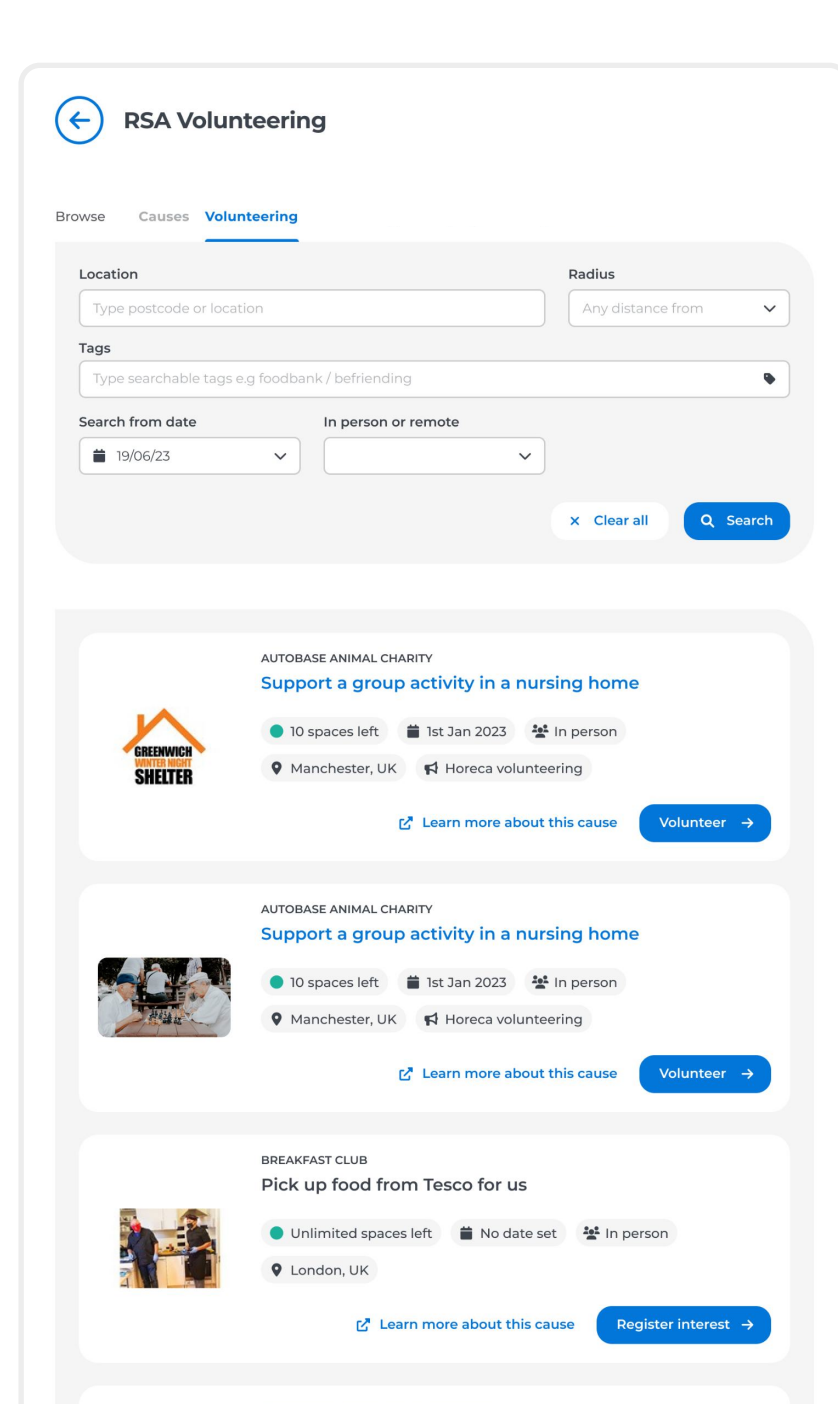 RSA Volunteering
Browse Causes Volunteering
Location Radius
Type postcode or location Any distance from
Tags
Type searchable tags e.g foodbank / befriending
Search from date In person or remote
19/06/23
Clear all Search
AUTOBASE ANIMAL CHARITY
Support a group activity in a nursing home
10 spaces left 1st Jan 2023 In person
GREENWICH
WINTER NIGHT
SHELTER
Manchester, UK Horeca volunteering
Learn more about this cause Volunteer
AUTOBASE ANIMAL CHARITY
Support a group activity in a nursing home
10 spaces left 1st Jan 2023 In person
Manchester, UK Horeca volunteering
Learn more about this cause Volunteer
BREAKFAST CLUB
Pick up food from Tesco for us
Unlimited spaces left No date set In person
London, UK
Learn more about this cause Register interest